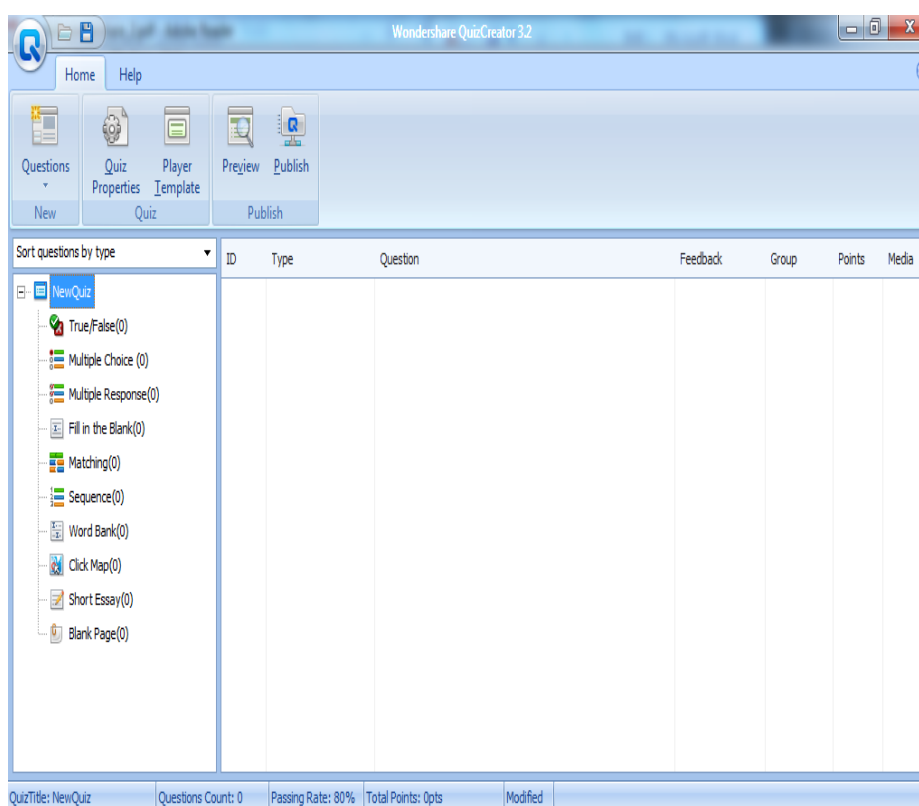 Wondershare QuizCreator 3.2
Home Help
Questions Quiz Properties Player Template Preview Publish
New Quiz Publish
Sort questions by type
ID Type Question Feedback Group Points Media
NewQuiz
True/False(0)
Multiple Choice (0)
Multiple Response(0)
Fill in the Blank(0)
Matching(0)
Sequence(0)
Word Bank(0)
Click Map(0)
Short Essay(0)
Blank Page(0)
QuizTitle: NewQuiz Questions Count: 0 Passing Rate: 80% Total Points: 0pts Modified